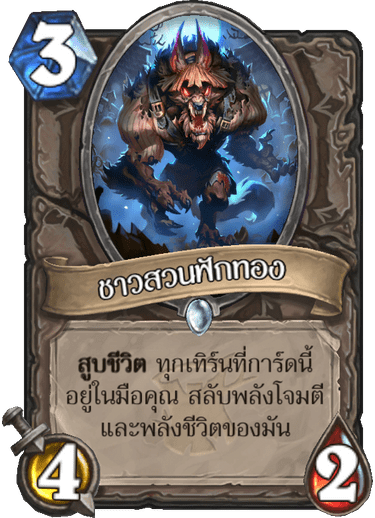 3
ชาวสวนฟักทอง
สูบชีวิต ทุกเทิร์นที่การ์ดนี้
อยู่ในมือคุณ สลับพลังโจมตี
และพลังชีวิตของมัน
4
2